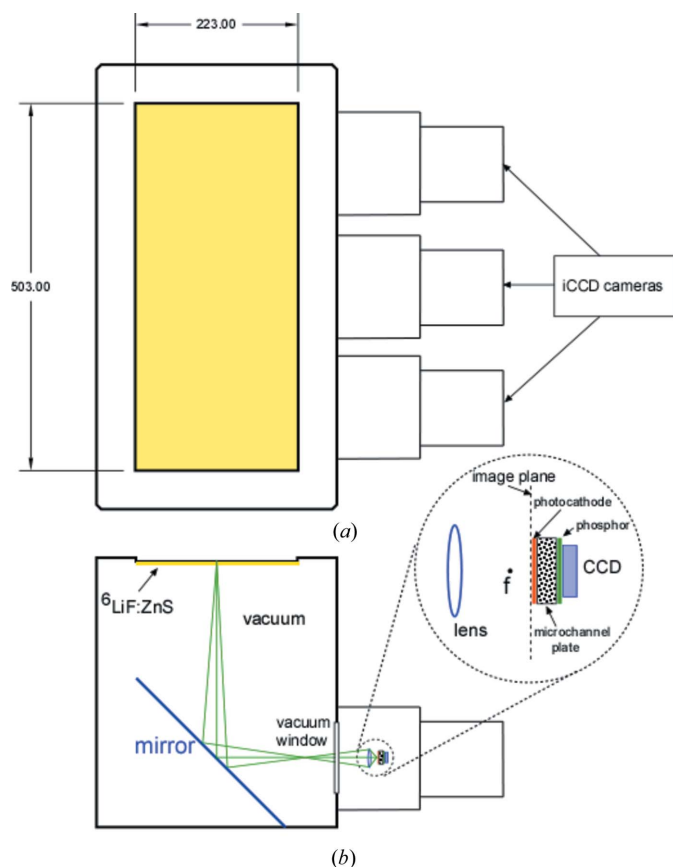 223.00
503.00
iCCD cameras
(a)
image plane
photocathode
phosphor
CCD
f
lens
microchannel
plate
6LiF:ZnS
vacuum
mirror
vacuum
window
(b)